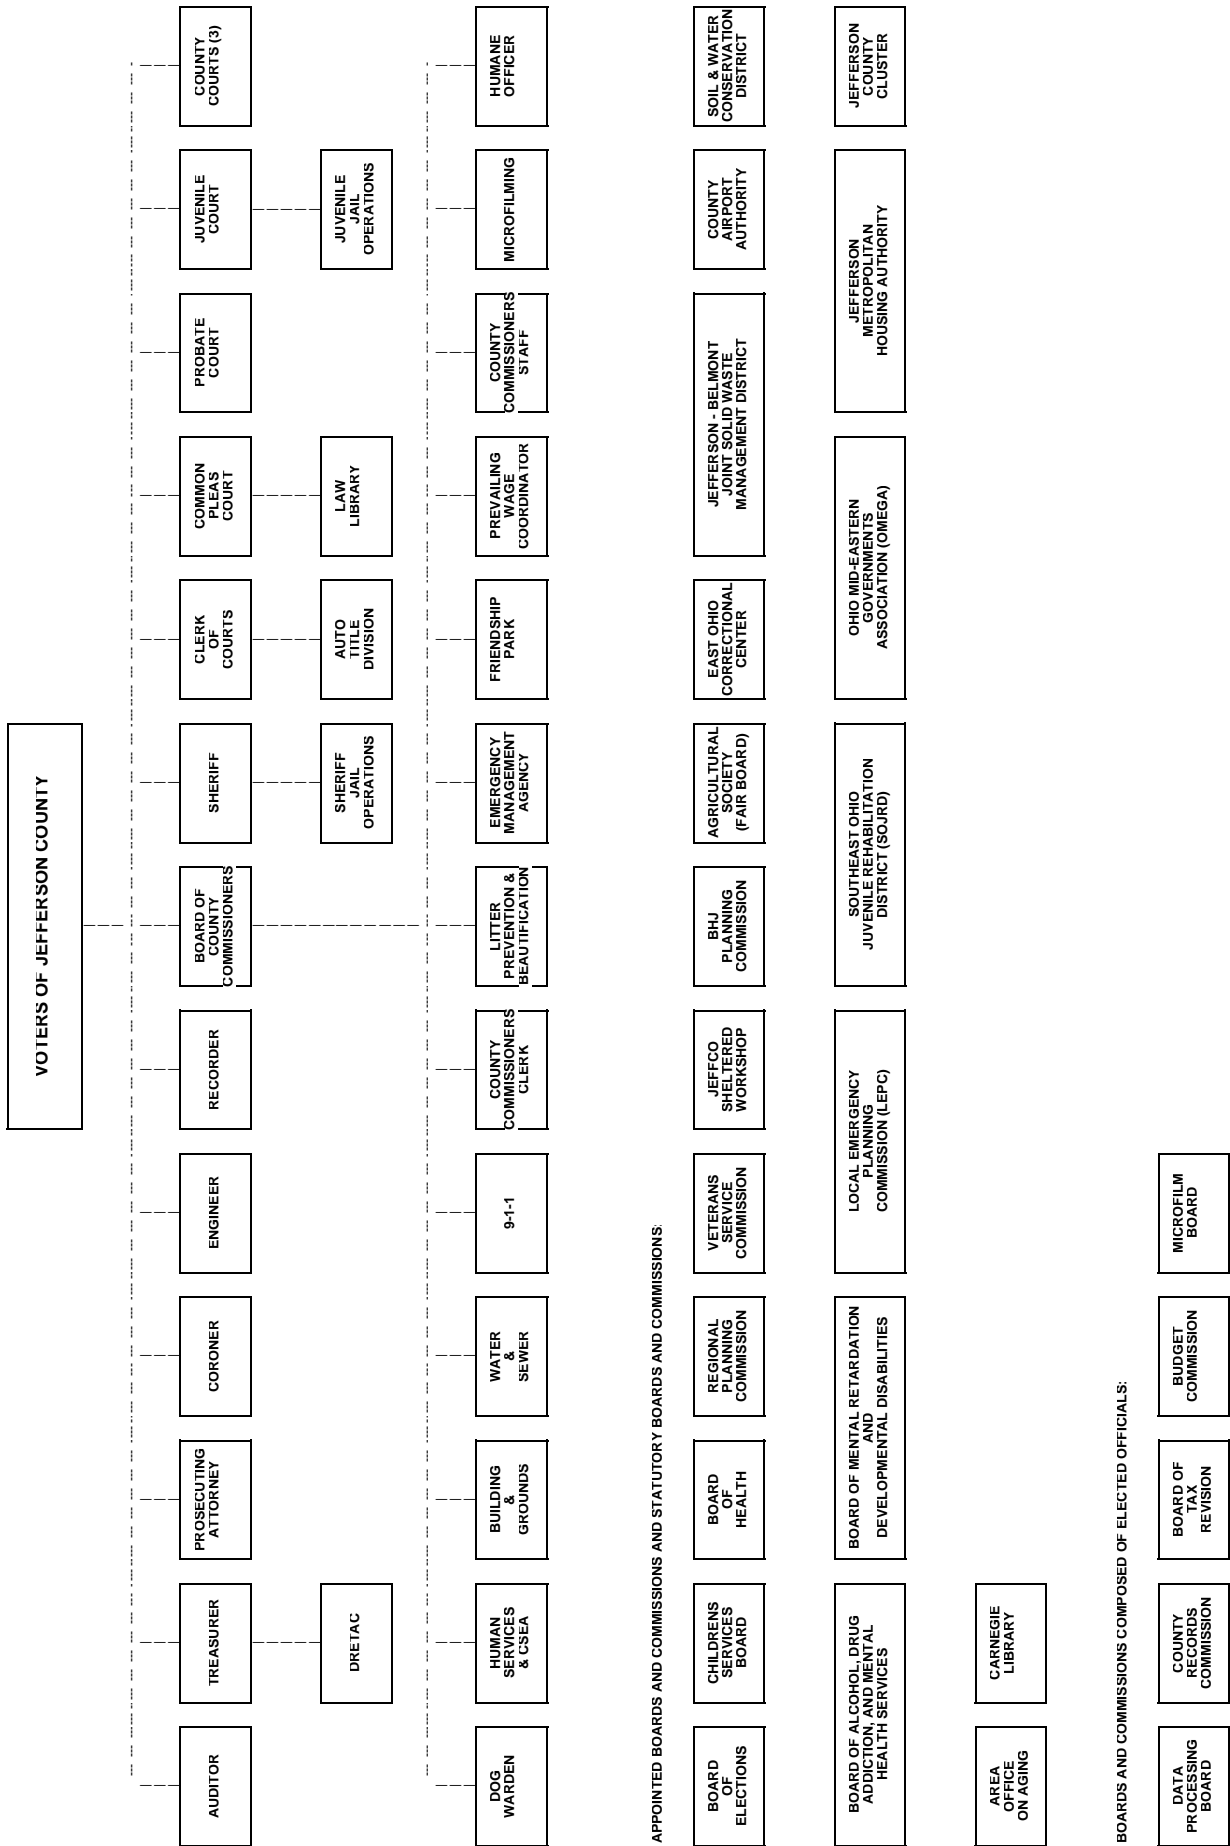 VOTERS OF JEFFERSON COUNTY
AUDITOR
TREASURER
PROSECUTING
ATTORNEY
CORONER
ENGINEER
RECORDER
BOARD OF
COUNTY
COMMISSIONERS
SHERIFF
CLERK
OF
COURTS
COMMON
PLEAS
COURT
PROBATE
COURT
JUVENILE
COURT
COUNTY
COURTS (3)
DRETAC
SHERIFF
JAIL
OPERATIONS
AUTO
TITLE
DIVISION
LAW
LIBRARY
JUVENILE
JAIL
OPERATIONS
DOG
WARDEN
HUMAN
SERVICES
& CSEA
BUILDING
&
GROUNDS
WATER
&
SEWER
9-1-1
COUNTY
COMMISSIONERS
CLERK
LITTER
PREVENTION &
BEAUTIFICATION
EMERGENCY
MANAGEMENT
AGENCY
FRIENDSHIP
PARK
PREVAILING
WAGE
COORDINATOR
COUNTY
COMMISSIONERS
STAFF
MICROFILMING
HUMANE
OFFICER
APPOINTED BOARDS AND COMMISSIONS AND STATUTORY BOARDS AND COMMISSIONS:
BOARD
OF
ELECTIONS
CHILDRENS
SERVICES
BOARD
BOARD
OF
HEALTH
REGIONAL
PLANNING
COMMISSION
VETERANS
SERVICE
COMMISSION
JEFFCO
SHELTERED
WORKSHOP
BHJ
PLANNING
COMMISSION
AGRICULTURAL
SOCIETY
(FAIR BOARD)
EAST OHIO
CORRECTIONAL
CENTER
JEFFERSON - BELMONT
JOINT SOLID WASTE
MANAGEMENT DISTRICT
COUNTY
AIRPORT
AUTHORITY
SOIL & WATER
CONSERVATION
DISTRICT
BOARD OF ALCOHOL, DRUG
ADDICTION, AND MENTAL
HEALTH SERVICES
BOARD OF MENTAL RETARDATION
AND
DEVELOPMENTAL DISABILITIES
LOCAL EMERGENCY
PLANNING
COMMISSION (LEPC)
SOUTHEAST OHIO
JUVENILE REHABILITATION
DISTRICT (SOJRD)
OHIO MID-EASTERN
GOVERNMENTS
ASSOCIATION (OMEGA)
JEFFERSON
METROPOLITAN
HOUSING AUTHORITY
JEFFERSON
COUNTY
CLUSTER
AREA
OFFICE
ON AGING
CARNEGIE
LIBRARY
BOARDS AND COMMISSIONS COMPOSED OF ELECTED OFFICIALS:
DATA
PROCESSING
BOARD
COUNTY
RECORDS
COMMISSION
BOARD OF
TAX
REVISION
BUDGET
COMMISSION
MICROFILM
BOARD